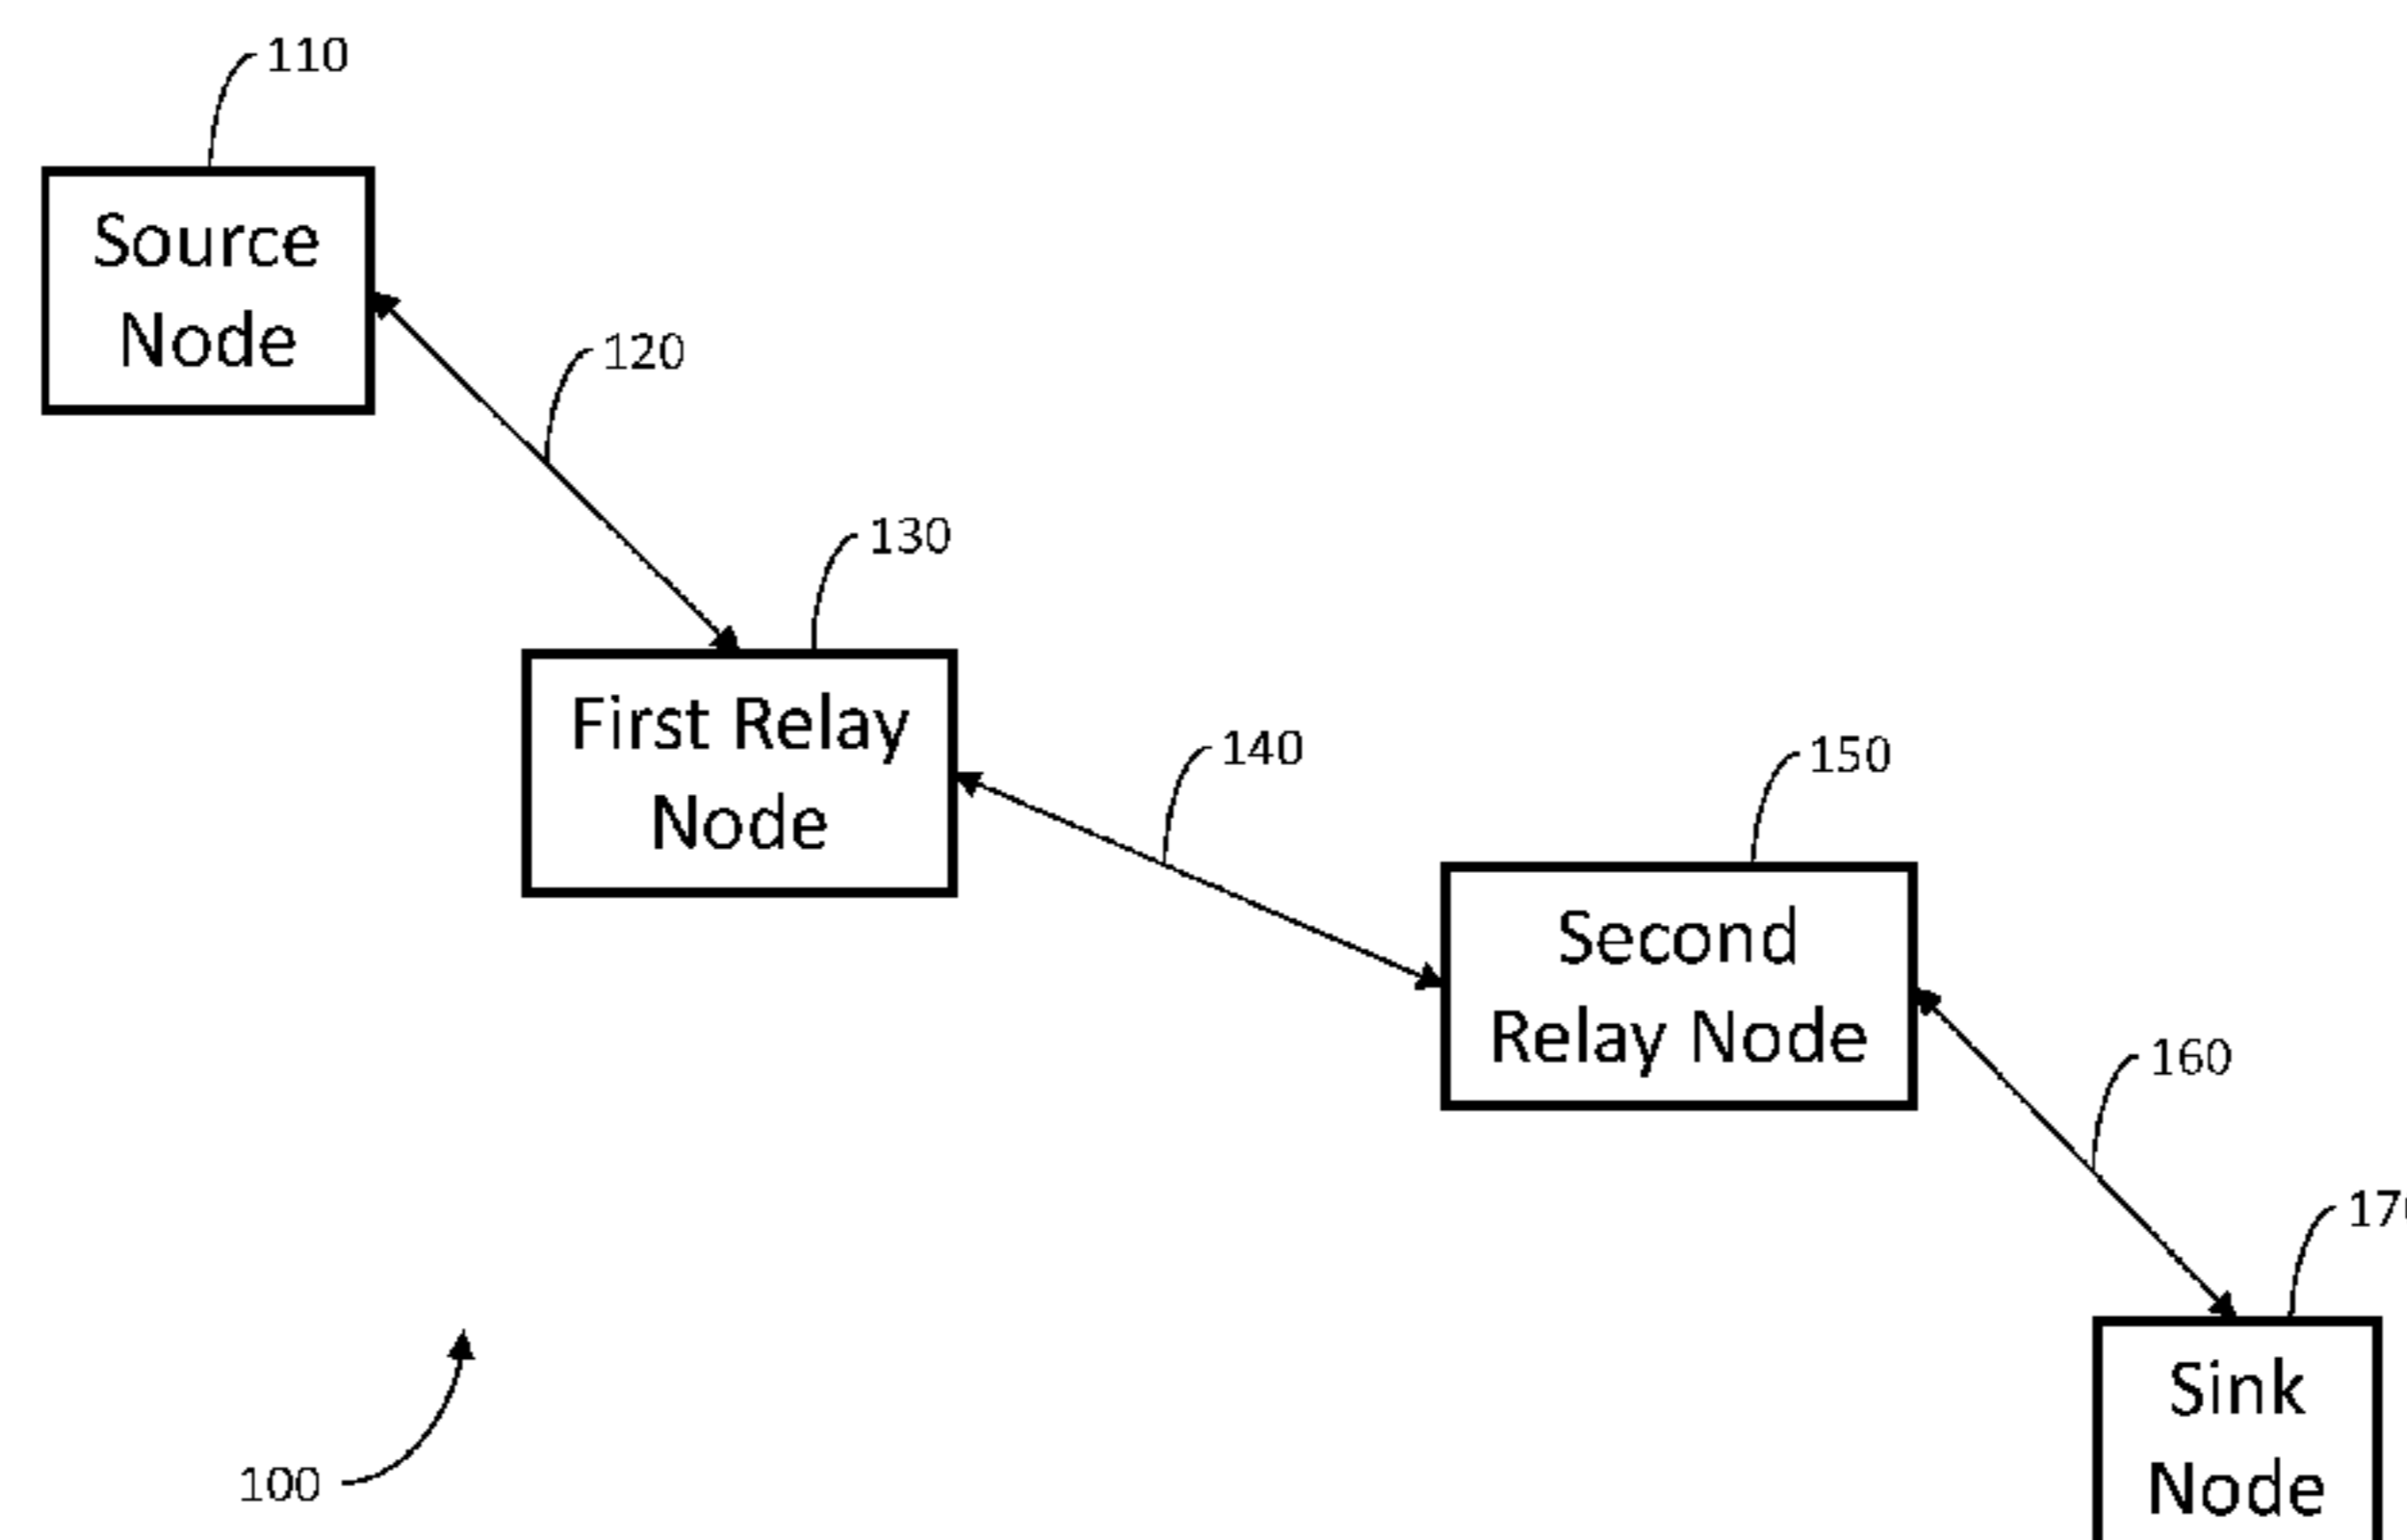 110
Source
Node
120
130
First Relay
Node
140
150
Second
Relay Node
160
Sink
Node
100